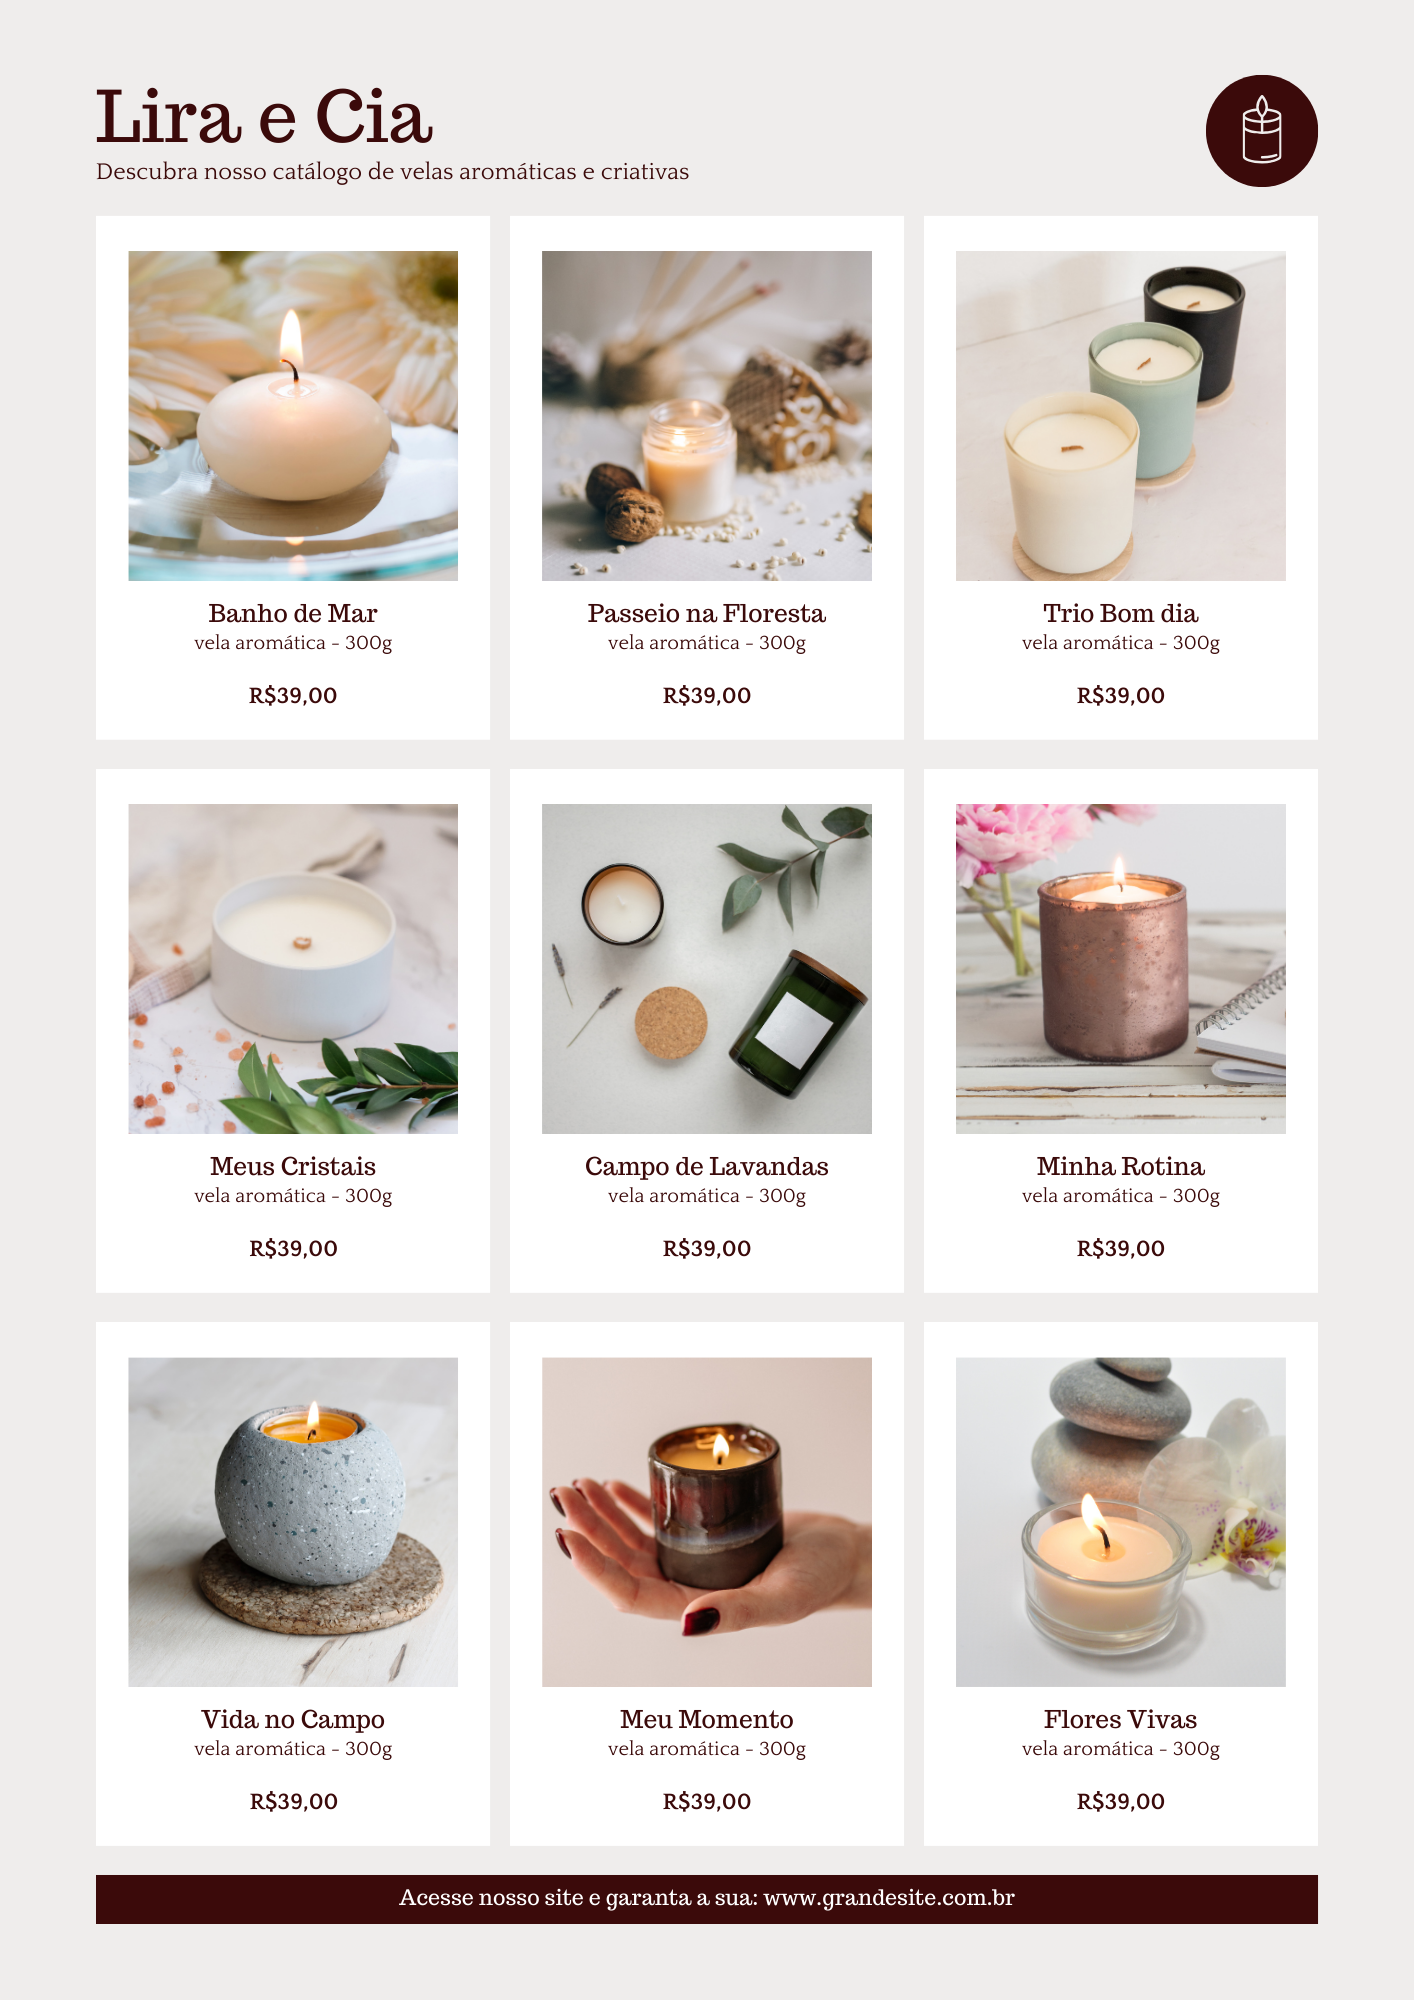 Lira e Cia
Descubra nosso catálogo de velas aromáticas e criativas
Banho de Mar
vela aromática - 300g
R$39,00
Passeio na Floresta
vela aromática - 300g
R$39,00
Trio Bom dia
vela aromática - 300g
R$39,00
Meus Cristais
vela aromática - 300g
R$39,00
Campo de Lavandas
vela aromática - 300g
R$39,00
Minha Rotina
vela aromática - 300g
R$39,00
Vida no Campo
vela aromática - 300g
R$39,00
Meu Momento
vela aromática - 300g
R$39,00
Flores Vivas
vela aromática - 300g
R$39,00
Acesse nosso site e garanta a sua: www.grandesite.com.br